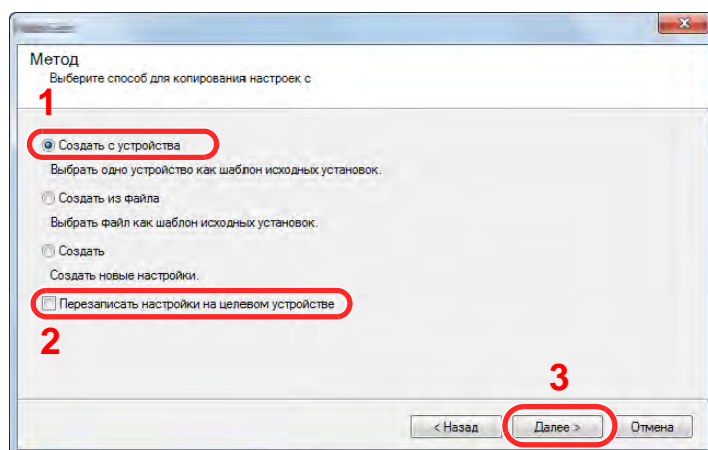 Метод
Выберите способ для копирования настроек с
1
Создать с устройства
Выбрать одно устройство как шаблон исходных установок.
Создать из файла
Выбрать файл как шаблон исходных установок.
Создать
Создать новые настройки.
Перезаписать настройки на целевом устройстве
2
3
< Назад Далее > Отмена